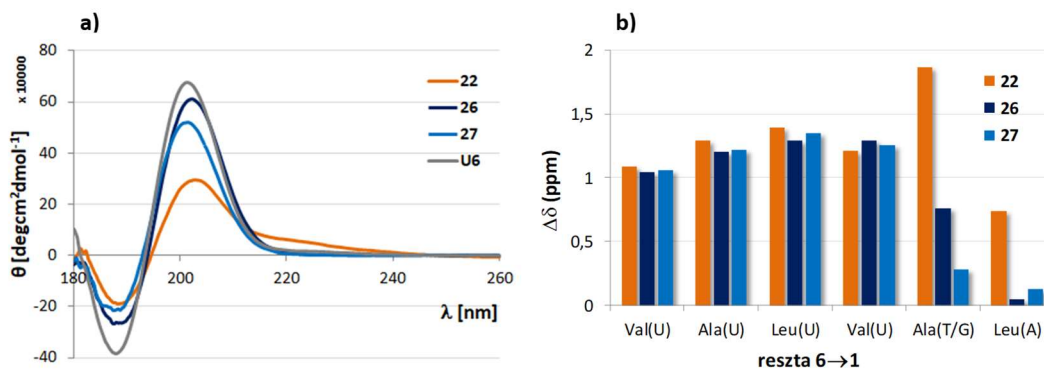 a)
x 10000
θ [degcm²dmol⁻¹]
80
60
40
20
0
-20
-40
180
200
220
240
260
λ [nm]
22
26
27
U6
b)
Δδ (ppm)
2
1,5
1
0,5
0
22
26
27
Val(U) Ala(U) Leu(U) Val(U) Ala(T/G) Leu(A)
reszta 6→1